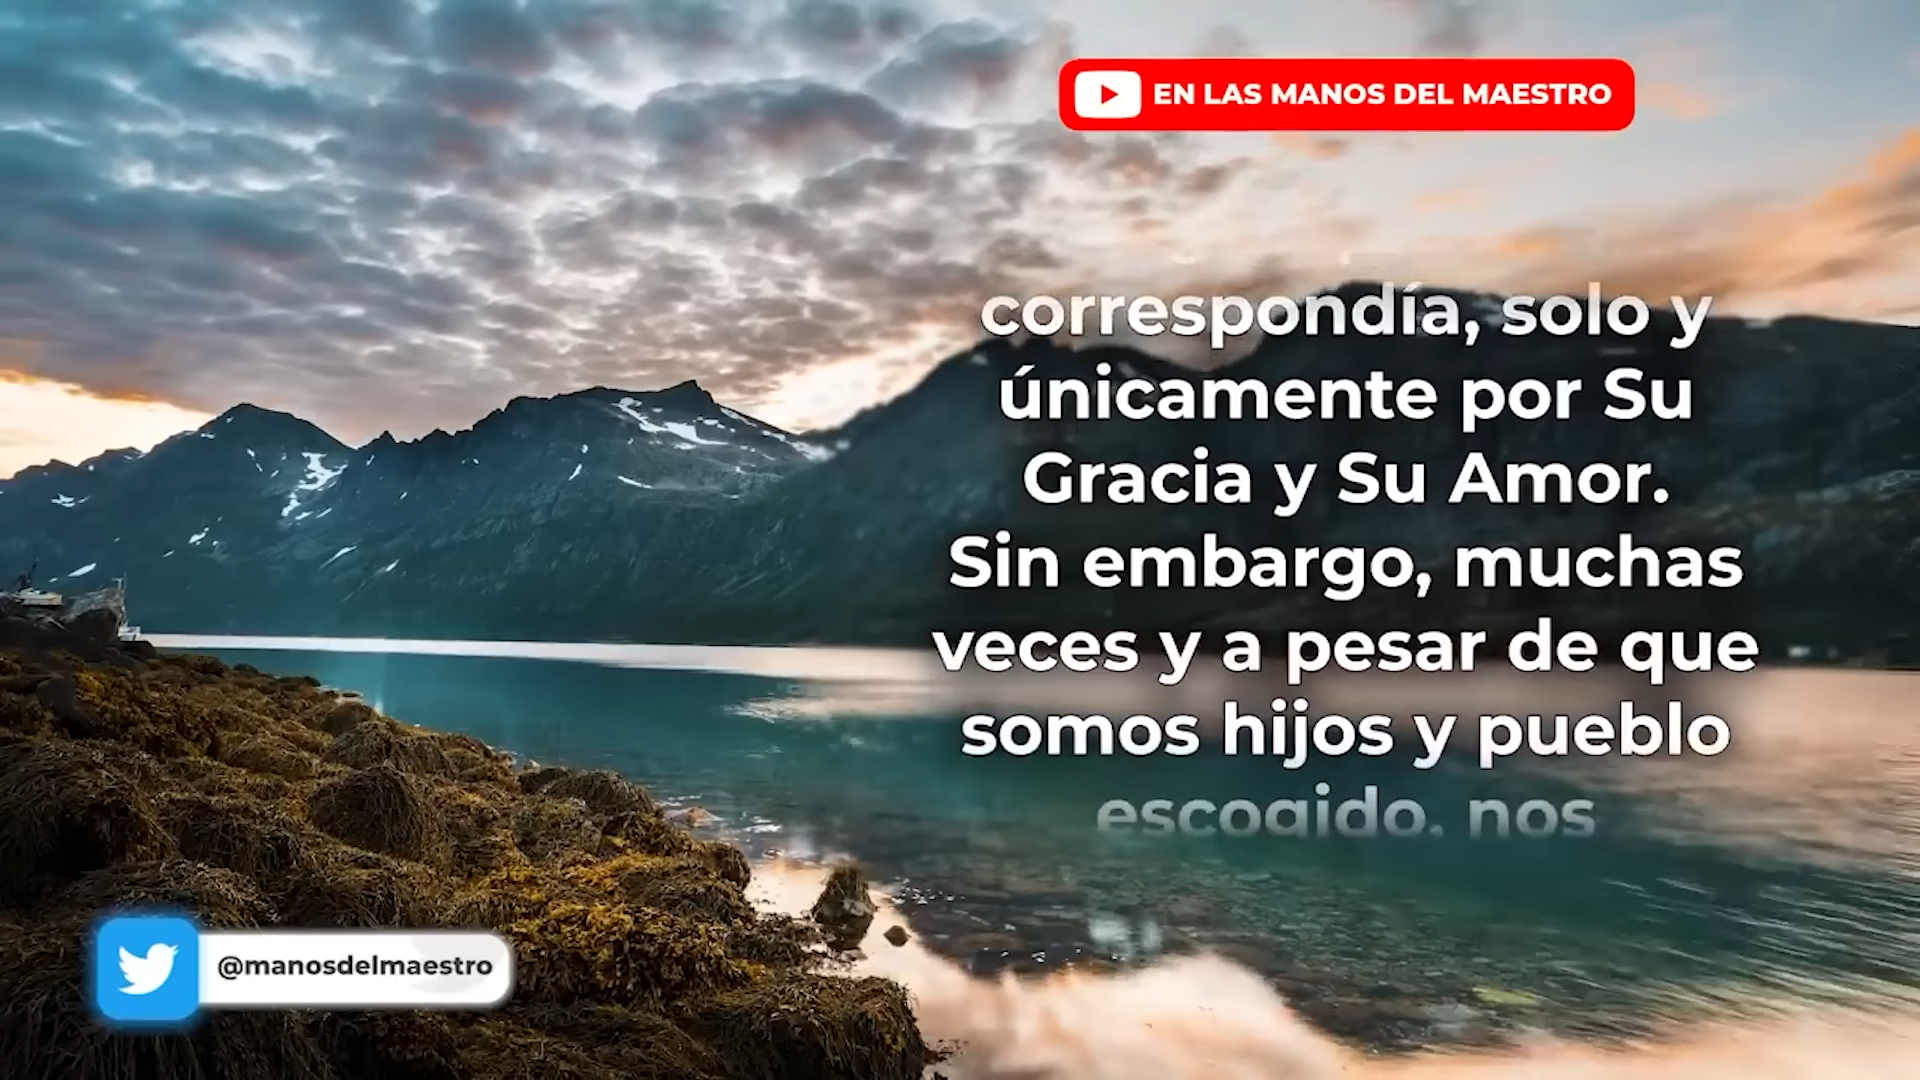 EN LAS MANOS DEL MAESTRO
correspondía, solo y
únicamente por Su
Gracia y Su Amor.
Sin embargo, muchas
veces y a pesar de que
somos hijos y pueblo
escogido, nos
@manosdelmaestro